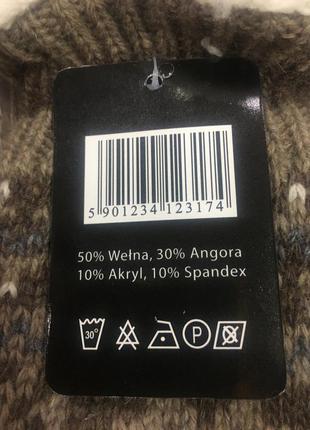 5 901234 123174
50% Wełna, 30% Angora
10% Akryl, 10% Spandex
30° P